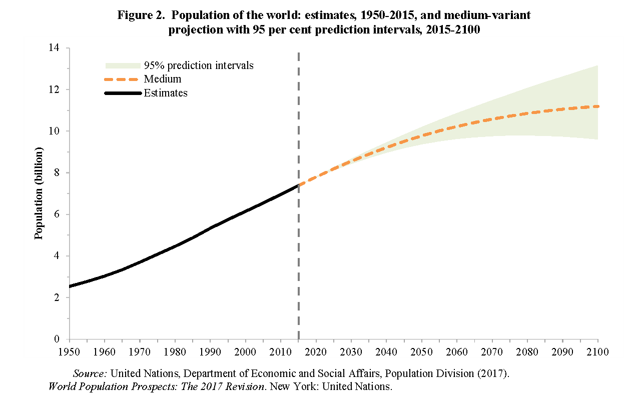 Figure 2.  Population of the world: estimates, 1950-2015, and medium-variant
projection with 95 per cent prediction intervals, 2015-2100
14
12
10
8
6
4
2
0
Population (billion)
95% prediction intervals
Medium
Estimates
1950 1960 1970 1980 1990 2000 2010 2020 2030 2040 2050 2060 2070 2080 2090 2100
Source: United Nations, Department of Economic and Social Affairs, Population Division (2017).
World Population Prospects: The 2017 Revision. New York: United Nations.